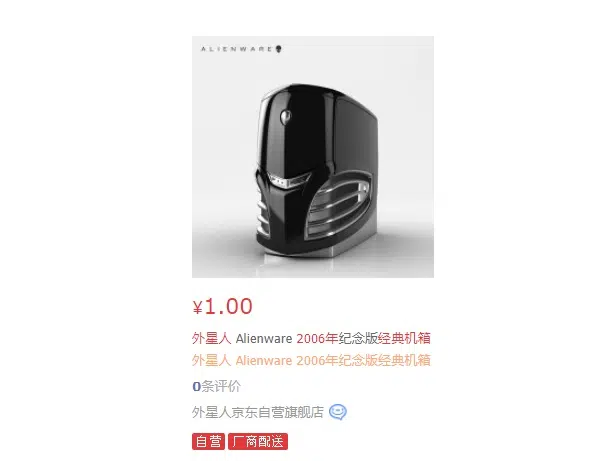 ALIENWARE
¥1.00
外星人 Alienware 2006年纪念版经典机箱
外星人 Alienware 2006年纪念版经典机箱
0条评价
外星人京东自营旗舰店
自营 厂商配送